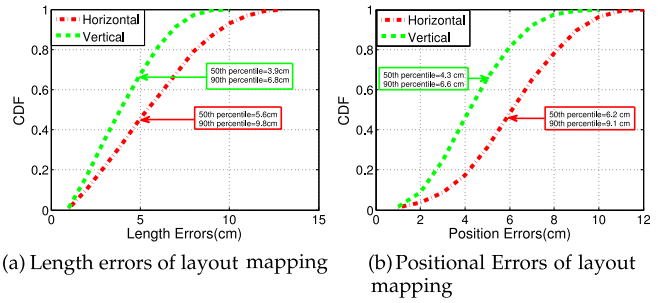 Horizontal
Vertical
50th percentile=3.9cm
90th percentile=6.8cm
50th percentile=5.6cm
90th percentile=9.8cm
CDF
1
0.8
0.6
0.4
0.2
0
0
5
10
15
Length Errors(cm)
(a) Length errors of layout mapping
Horizontal
Vertical
50th percentile=4.3 cm
90th percentile=6.6 cm
50th percentile=6.2 cm
90th percentile=9.1 cm
CDF
1
0.8
0.6
0.4
0.2
0
0
2
4
6
8
10
12
Position Errors(cm)
(b) Positional Errors of layout
mapping